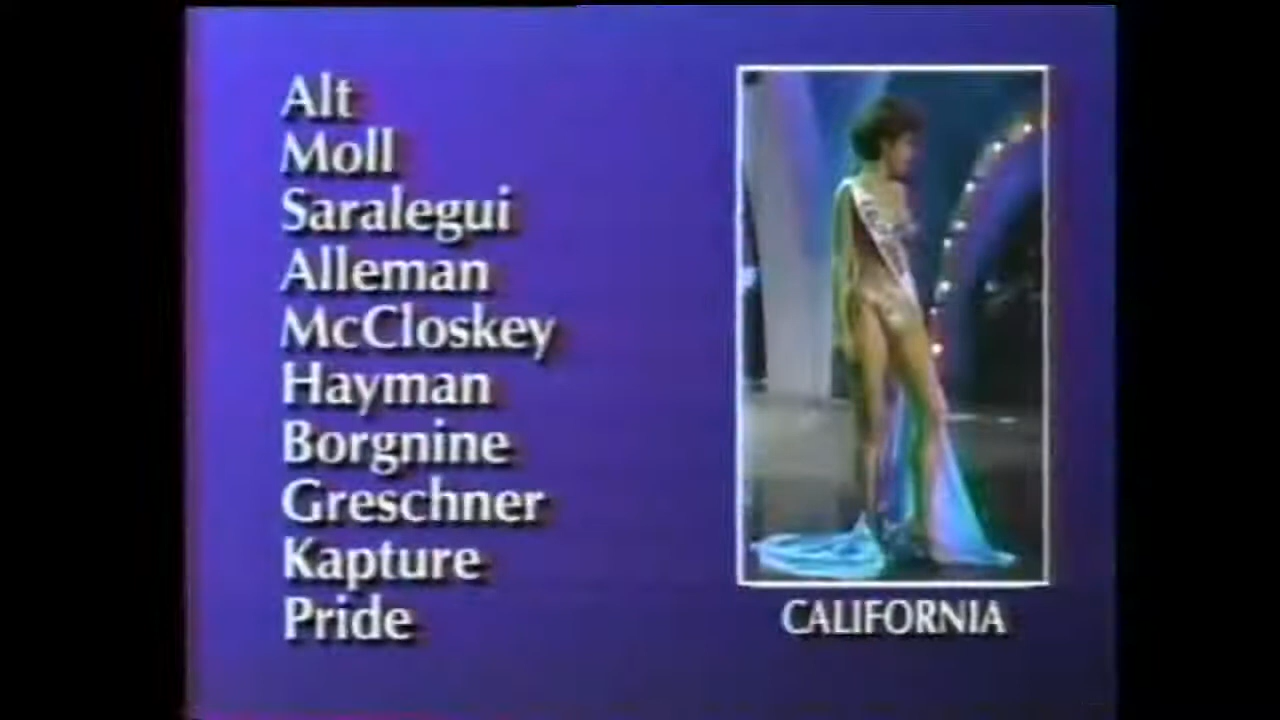 Alt
Moll
Saralegui
Alleman
McCloskey
Hayman
Borgnine
Greschner
Kapture
Pride
CALIFORNIA